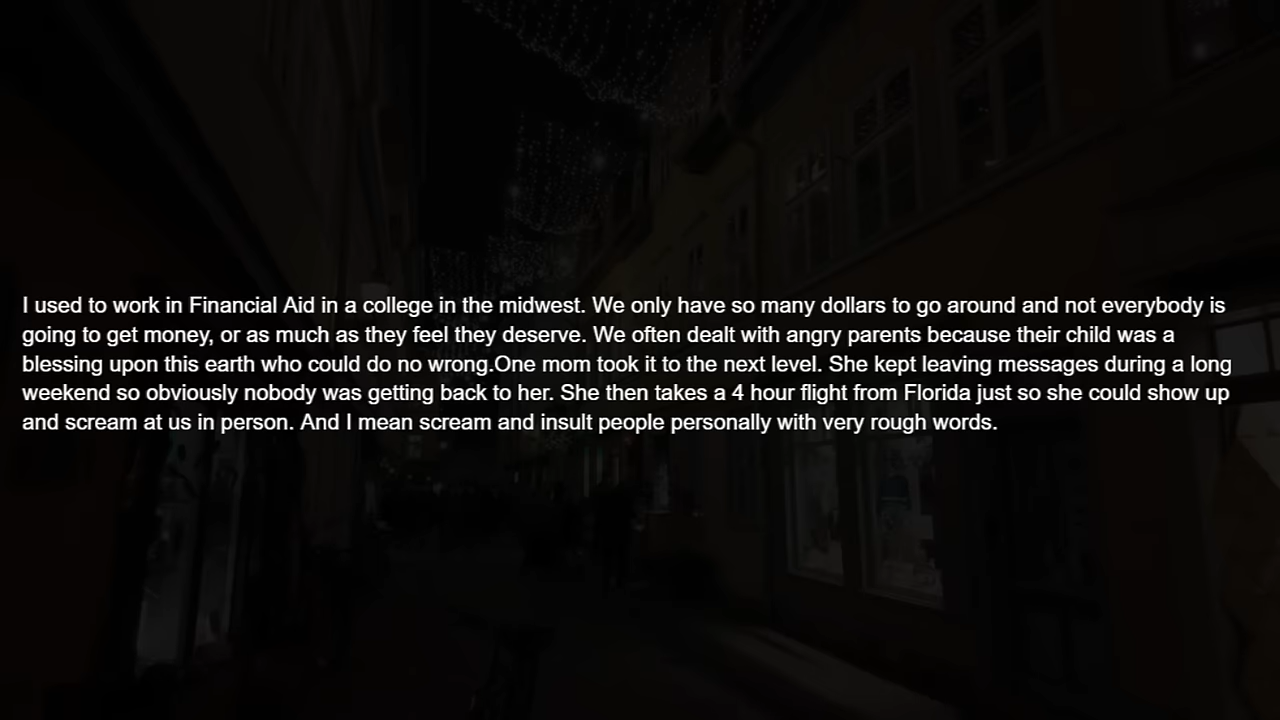 I used to work in Financial Aid in a college in the midwest. We only have so many dollars to go around and not everybody is
going to get money, or as much as they feel they deserve. We often dealt with angry parents because their child was a
blessing upon this earth who could do no wrong.One mom took it to the next level. She kept leaving messages during a long
weekend so obviously nobody was getting back to her. She then takes a 4 hour flight from Florida just so she could show up
and scream at us in person. And I mean scream and insult people personally with very rough words.